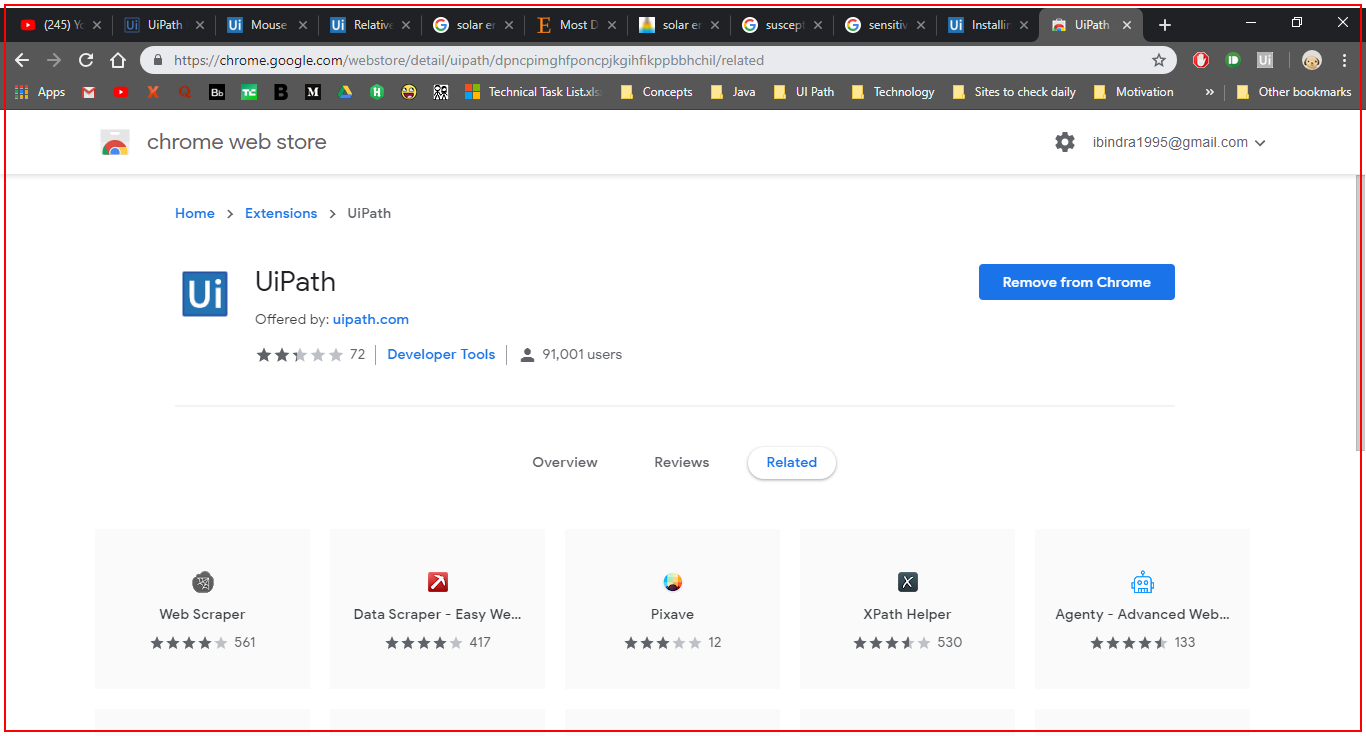 (245) Yo UiPath Mouse Relative solar en Most D solar en suscept sensitiv Installin UiPath
https://chrome.google.com/webstore/detail/uipath/dpncpimghfponcpjkgihfikppbbhchil/related
Apps Technical Task List.xls Concepts Java UI Path Technology Sites to check daily Motivation » Other bookmarks
chrome web store ibindra1995@gmail.com
Home > Extensions > UiPath
Ui UiPath Remove from Chrome
Offered by: uipath.com
72 Developer Tools 91,001 users
Overview Reviews Related
Web Scraper Data Scraper - Easy We... Pixave XPath Helper Agenty - Advanced Web...
561 417 12 530 133